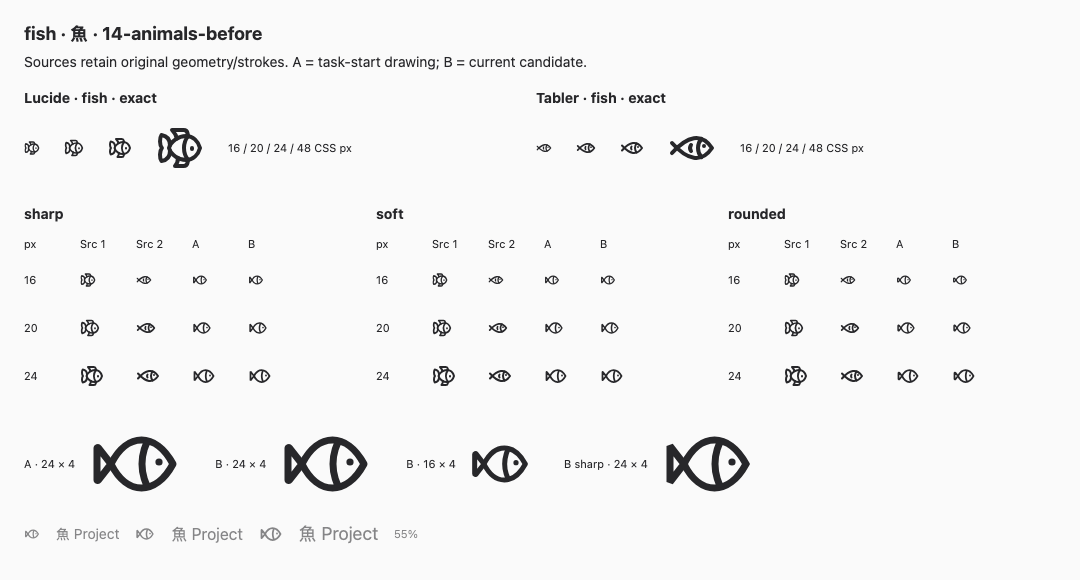 fish · 魚 · 14-animals-before
Sources retain original geometry/strokes. A = task-start drawing; B = current candidate.
Lucide · fish · exact
Tabler · fish · exact
16 / 20 / 24 / 48 CSS px
16 / 20 / 24 / 48 CSS px
sharp
soft
rounded
px Src 1 Src 2 A B
px Src 1 Src 2 A B
px Src 1 Src 2 A B
16
16
16
20
20
20
24
24
24
A · 24 × 4
B · 24 × 4
B · 16 × 4
B sharp · 24 × 4
魚 Project
魚 Project
魚 Project
55%